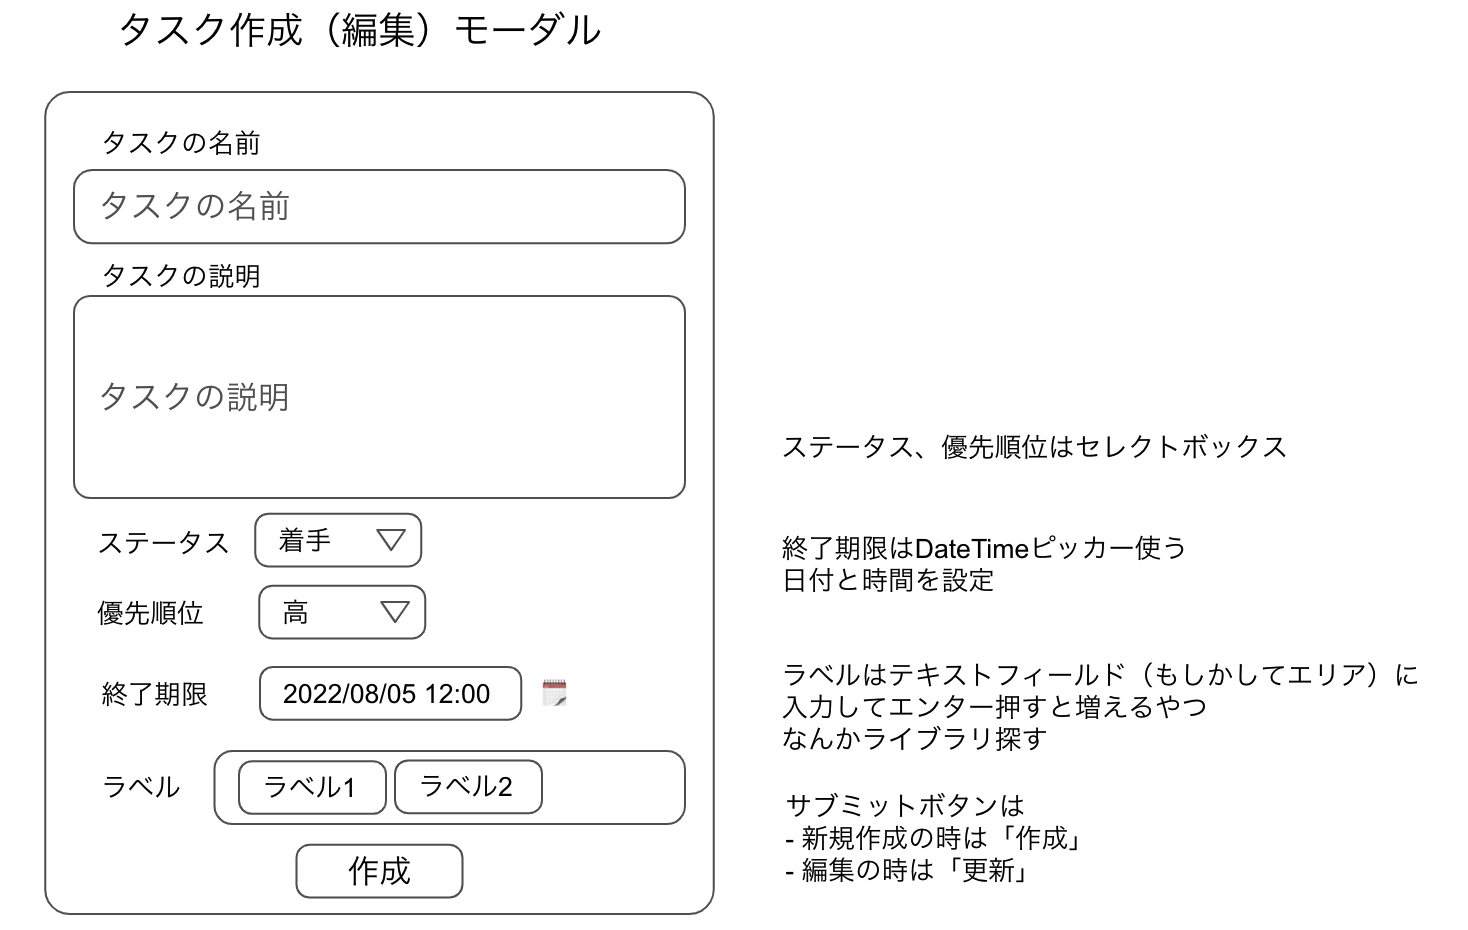 タスク作成（編集）モーダル
タスクの名前
タスクの名前
タスクの説明
タスクの説明
ステータス 着手
優先順位 高
終了期限 2022/08/05 12:00
ラベル ラベル1 ラベル2
作成
ステータス、優先順位はセレクトボックス
終了期限はDateTimeピッカー使う
日付と時間を設定
ラベルはテキストフィールド（もしかしてエリア）に
入力してエンター押すと増えるやつ
なんかライブラリ探す
サブミットボタンは
- 新規作成の時は「作成」
- 編集の時は「更新」